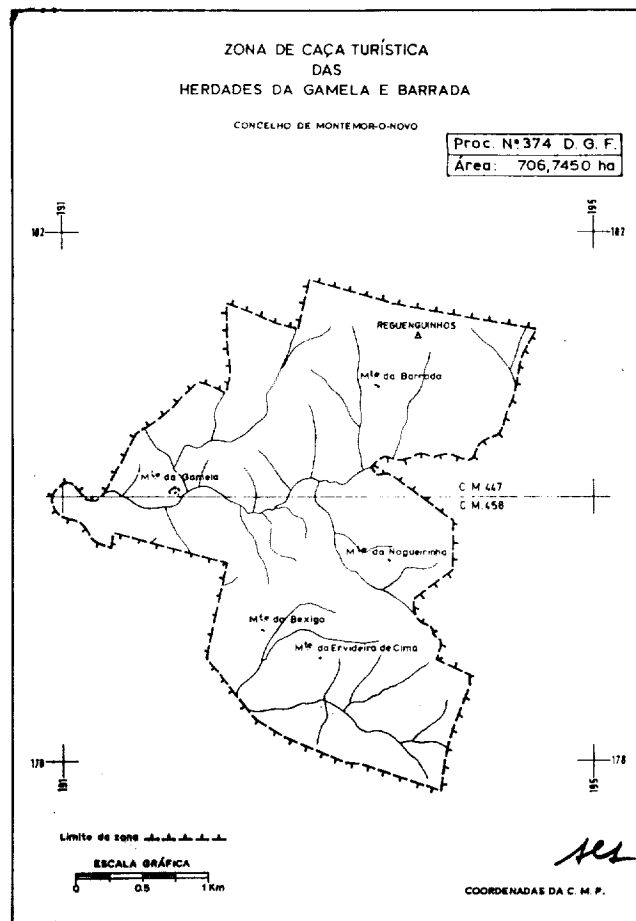 ZONA DE CAÇA TURÍSTICA
DAS
HERDADES DA GAMELA E BARRADA
CONCELHO DE MONTEMOR-O-NOVO
Proc. Nº 374 D. G. F.
Área: 706,7450 ha
191
195
182
182
REGUENGUINHOS
Mte da Barrada
Mte da Gamela
C M.447
C M.458
Mte da Nogueirinha
Mte da Bexiga
Mte da Ervideira de Cima
178
178
191
195
Limite da zona
ESCALA GRÁFICA
0 0.5 1 Km
COORDENADAS DA C. M. P.